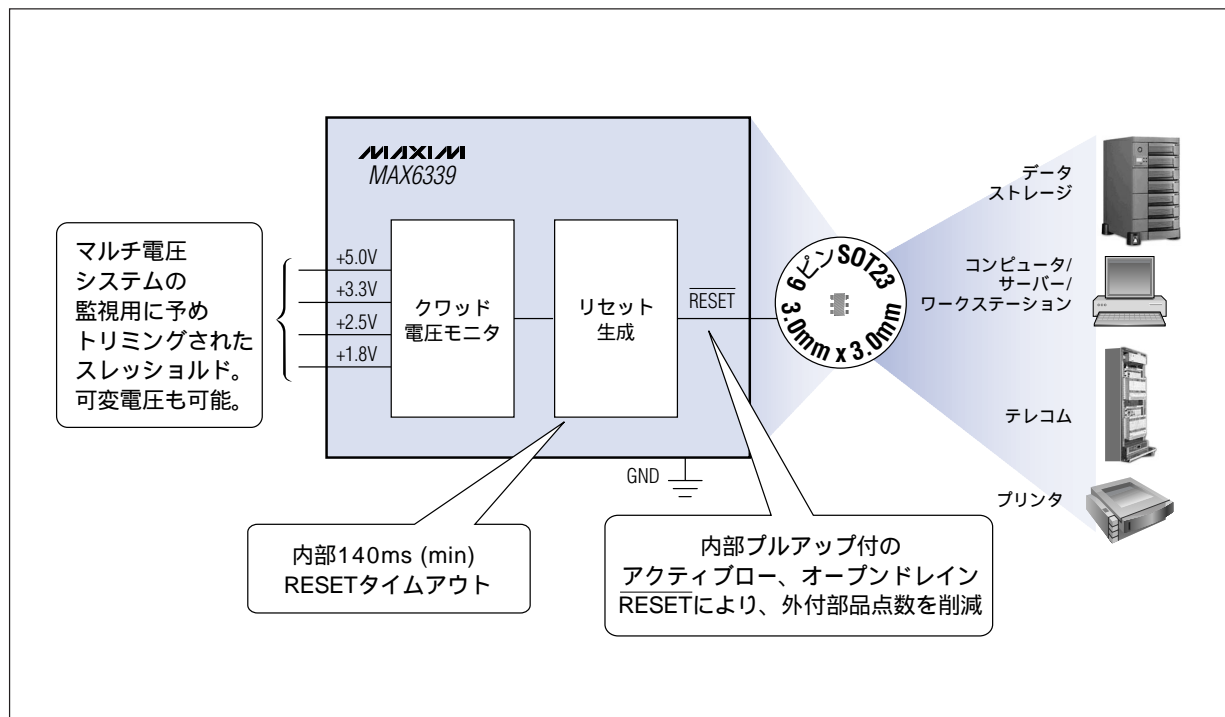 MAXIM
MAX6339
マルチ電圧
システムの
監視用に予め
トリミングされた
スレッショルド。
可変電圧も可能。
+5.0V
+3.3V
+2.5V
+1.8V
クワッド
電圧モニタ
リセット
生成
RESET
GND
6ピンSOT23
3.0mm x 3.0mm
データ
ストレージ
コンピュータ/
サーバー/
ワークステーション
テレコム
プリンタ
内部140ms (min)
RESETタイムアウト
内部プルアップ付の
アクティブロー、オープンドレイン
RESETにより、外付部品点数を削減